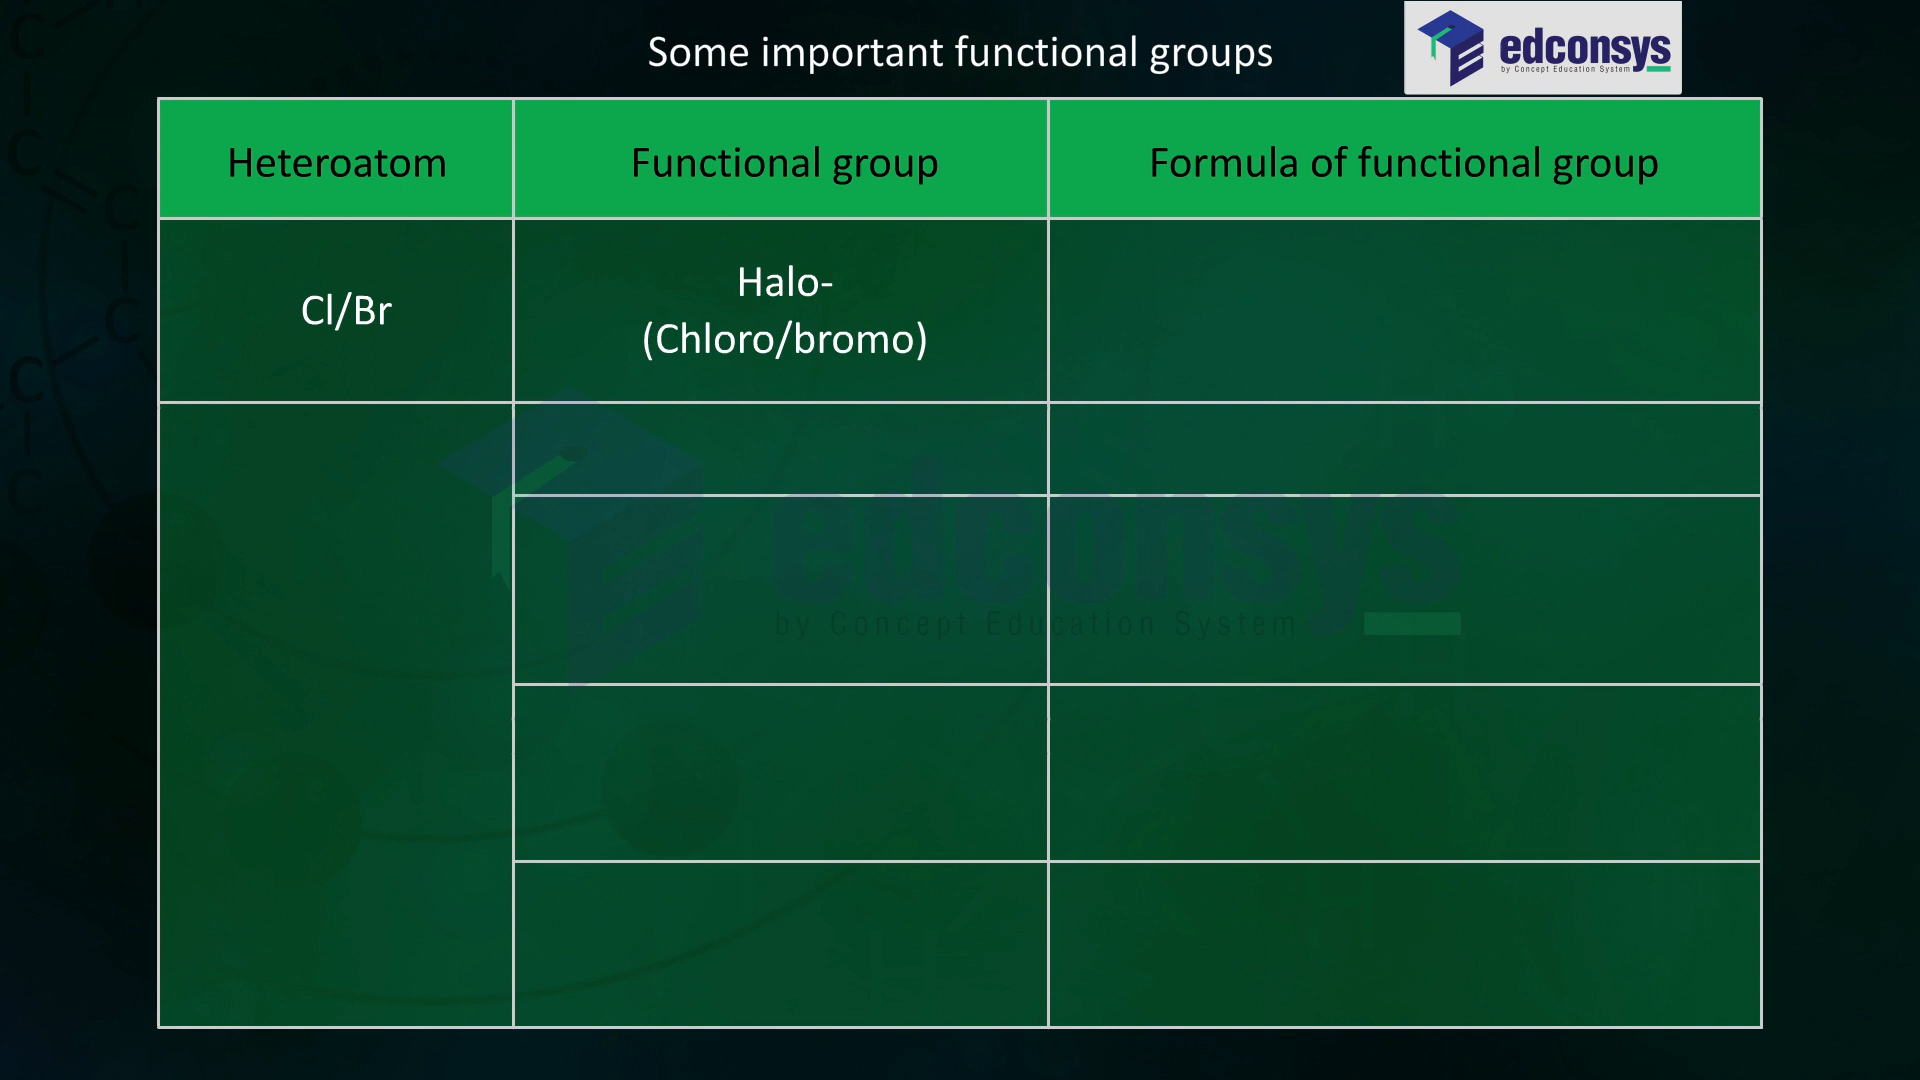 Some important functional groups
edconsys
by Concept Education System
Heteroatom
Functional group
Formula of functional group
Cl/Br
Halo-
(Chloro/bromo)
edconsys
by Concept Education System
C
C
C
C
C
C